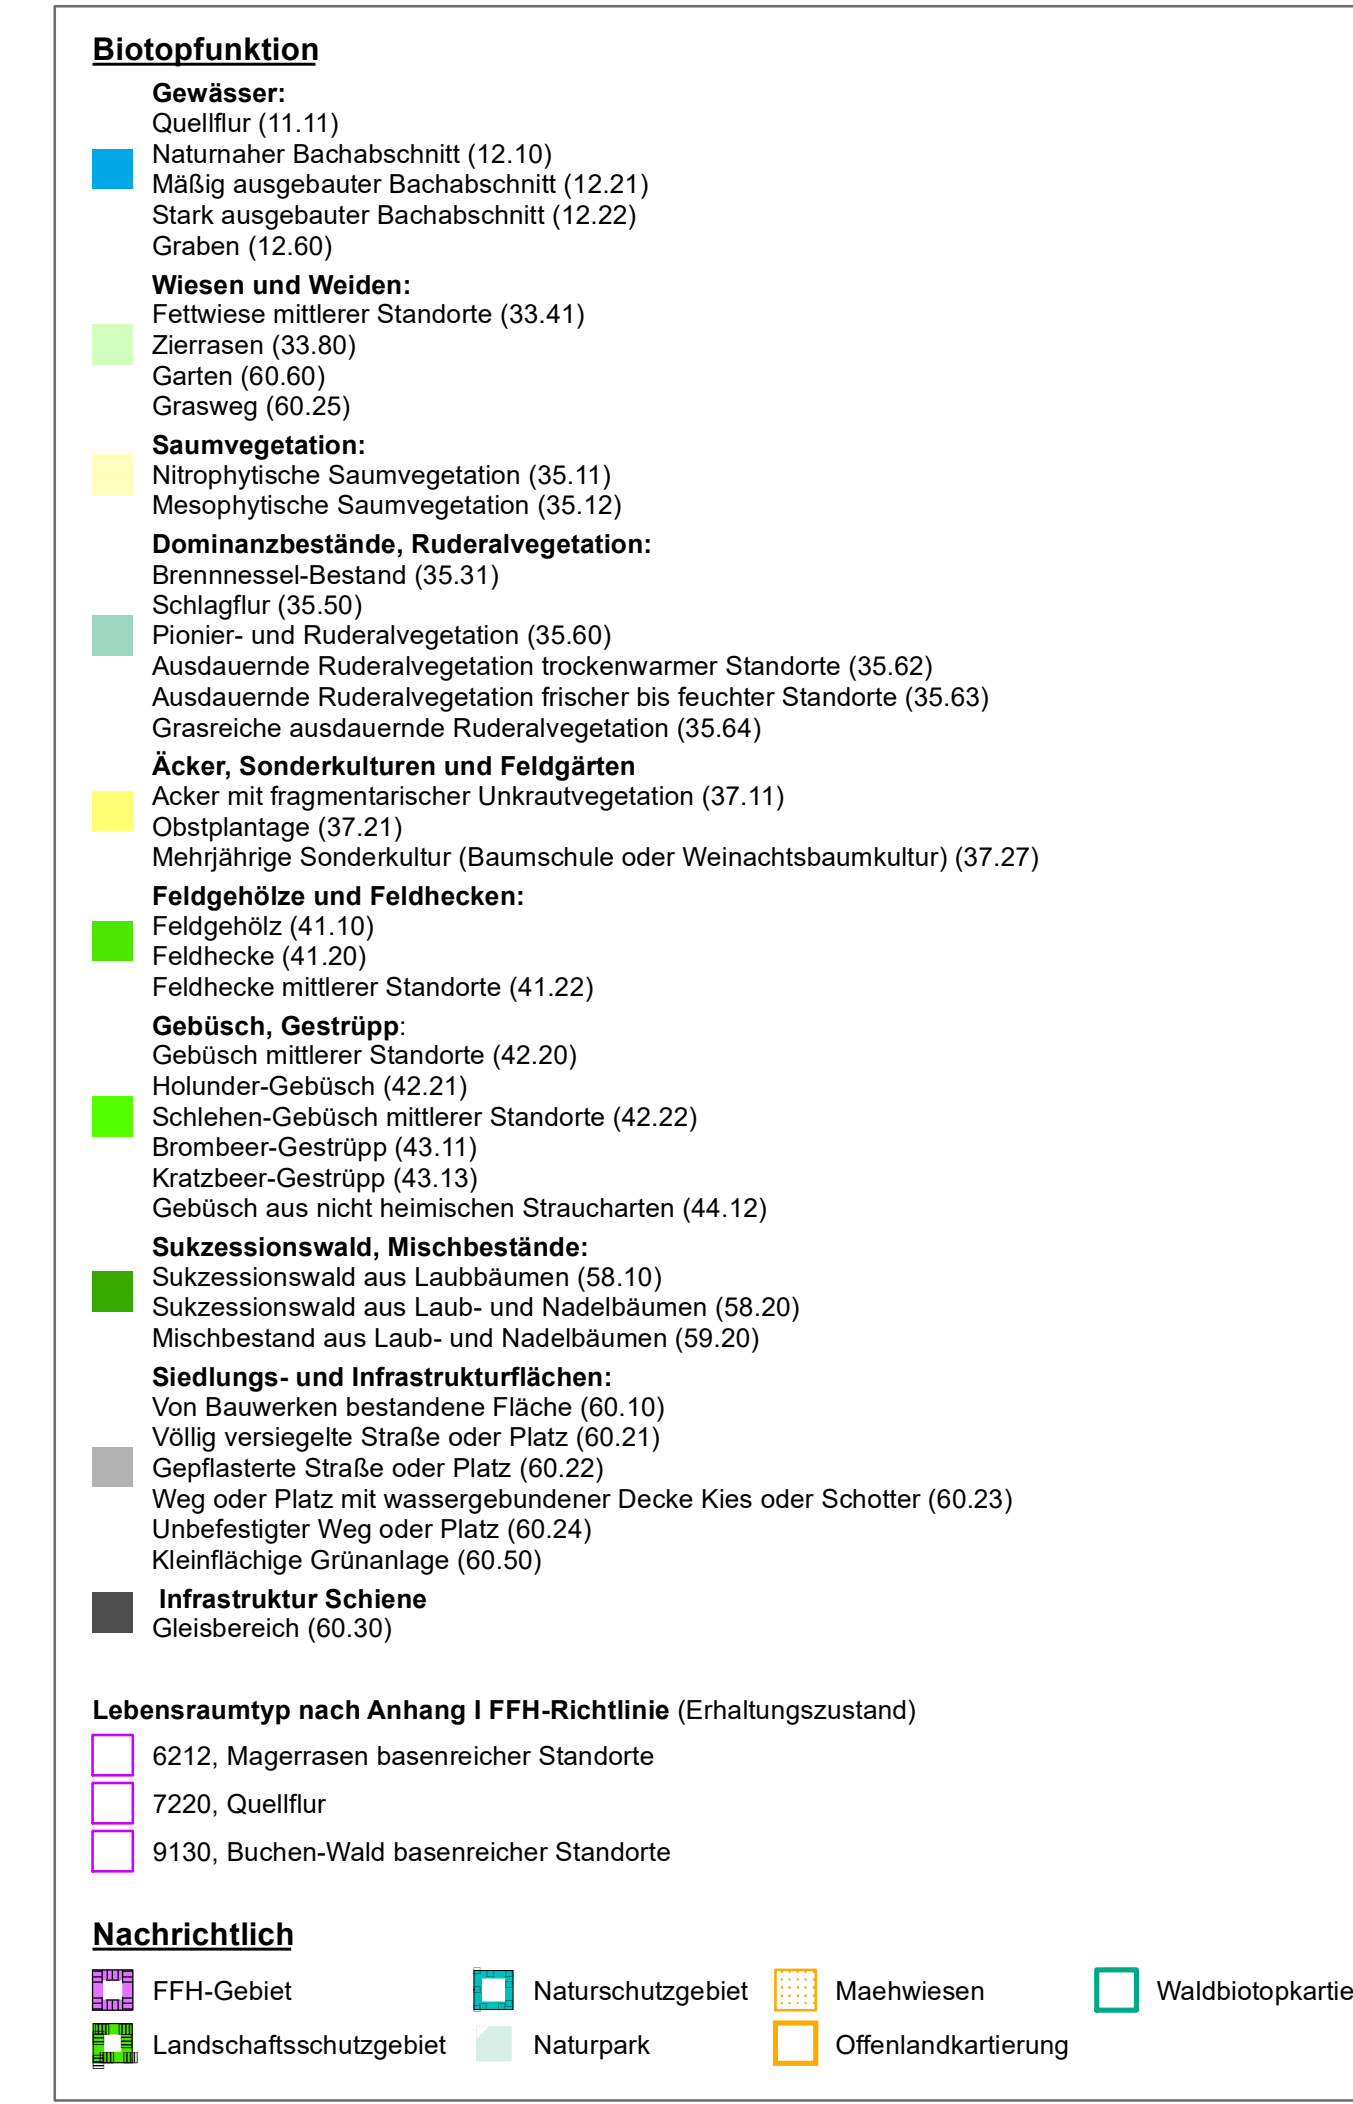 Biotopfunktion
Gewässer:
Quellflur (11.11)
Naturnaher Bachabschnitt (12.10)
Mäßig ausgebauter Bachabschnitt (12.21)
Stark ausgebauter Bachabschnitt (12.22)
Graben (12.60)
Wiesen und Weiden:
Fettwiese mittlerer Standorte (33.41)
Zierrasen (33.80)
Garten (60.60)
Grasweg (60.25)
Saumvegetation:
Nitrophytische Saumvegetation (35.11)
Mesophytische Saumvegetation (35.12)
Dominanzbestände, Ruderalvegetation:
Brennnessel-Bestand (35.31)
Schlagflur (35.50)
Pionier- und Ruderalvegetation (35.60)
Ausdauernde Ruderalvegetation trockenwarmer Standorte (35.62)
Ausdauernde Ruderalvegetation frischer bis feuchter Standorte (35.63)
Grasreiche ausdauernde Ruderalvegetation (35.64)
Äcker, Sonderkulturen und Feldgärten
Acker mit fragmentarischer Unkrautvegetation (37.11)
Obstplantage (37.21)
Mehrjährige Sonderkultur (Baumschule oder Weinachtsbaumkultur) (37.27)
Feldgehölze und Feldhecken:
Feldgehölz (41.10)
Feldhecke (41.20)
Feldhecke mittlerer Standorte (41.22)
Gebüsch, Gestrüpp:
Gebüsch mittlerer Standorte (42.20)
Holunder-Gebüsch (42.21)
Schlehen-Gebüsch mittlerer Standorte (42.22)
Brombeer-Gestrüpp (43.11)
Kratzbeer-Gestrüpp (43.13)
Gebüsch aus nicht heimischen Straucharten (44.12)
Sukzessionswald, Mischbestände:
Sukzessionswald aus Laubbäumen (58.10)
Sukzessionswald aus Laub- und Nadelbäumen (58.20)
Mischbestand aus Laub- und Nadelbäumen (59.20)
Siedlungs- und Infrastrukturflächen:
Von Bauwerken bestandene Fläche (60.10)
Völlig versiegelte Straße oder Platz (60.21)
Gepflasterte Straße oder Platz (60.22)
Weg oder Platz mit wassergebundener Decke Kies oder Schotter (60.23)
Unbefestigter Weg oder Platz (60.24)
Kleinflächige Grünanlage (60.50)
Infrastruktur Schiene
Gleisbereich (60.30)
Lebensraumtyp nach Anhang I FFH-Richtlinie (Erhaltungszustand)
6212, Magerrasen basenreicher Standorte
7220, Quellflur
9130, Buchen-Wald basenreicher Standorte
Nachrichtlich
FFH-Gebiet Naturschutzgebiet Maehwiesen Waldbiotopkartie
Landschaftsschutzgebiet Naturpark Offenlandkartierung